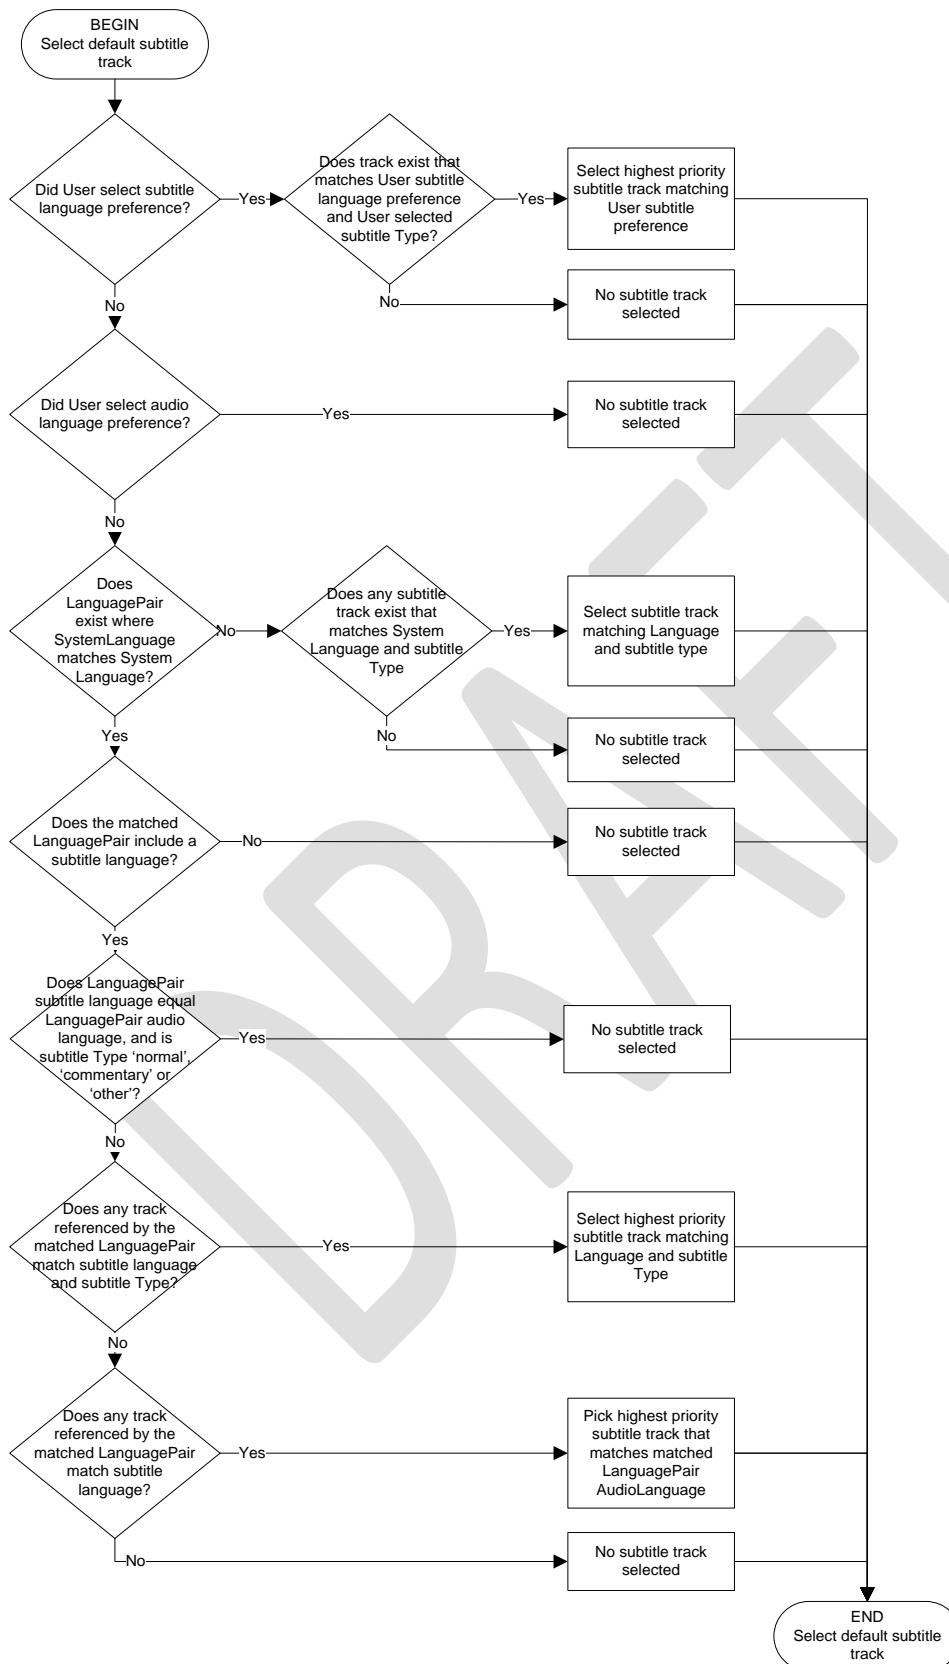 BEGIN
Select default subtitle
track
Did User select subtitle
language preference?
Yes
Does track exist that
matches User subtitle
language preference
and User selected
subtitle Type?
Yes
Select highest priority
subtitle track matching
User subtitle
preference
No
No subtitle track
selected
No
Did User select audio
language preference?
Yes
No subtitle track
selected
No
Does
LanguagePair
exist where
SystemLanguage
matches System
Language?
No
Does any subtitle
track exist that
matches System
Language and subtitle
Type
Yes
Select subtitle track
matching Language
and subtitle type
No
No subtitle track
selected
Yes
Does the matched
LanguagePair include a
subtitle language?
No
No subtitle track
selected
Yes
Does LanguagePair
subtitle language equal
LanguagePair audio
language, and is
subtitle Type ‘normal’,
‘commentary’ or
‘other’?
Yes
No subtitle track
selected
No
Does any track
referenced by the
matched LanguagePair
match subtitle language
and subtitle Type?
Yes
Select highest priority
subtitle track matching
Language and subtitle
Type
No
Does any track
referenced by the
matched LanguagePair
match subtitle
language?
Yes
Pick highest priority
subtitle track that
matches matched
LanguagePair
AudioLanguage
No
No subtitle track
selected
END
Select default subtitle
track
DRAFT